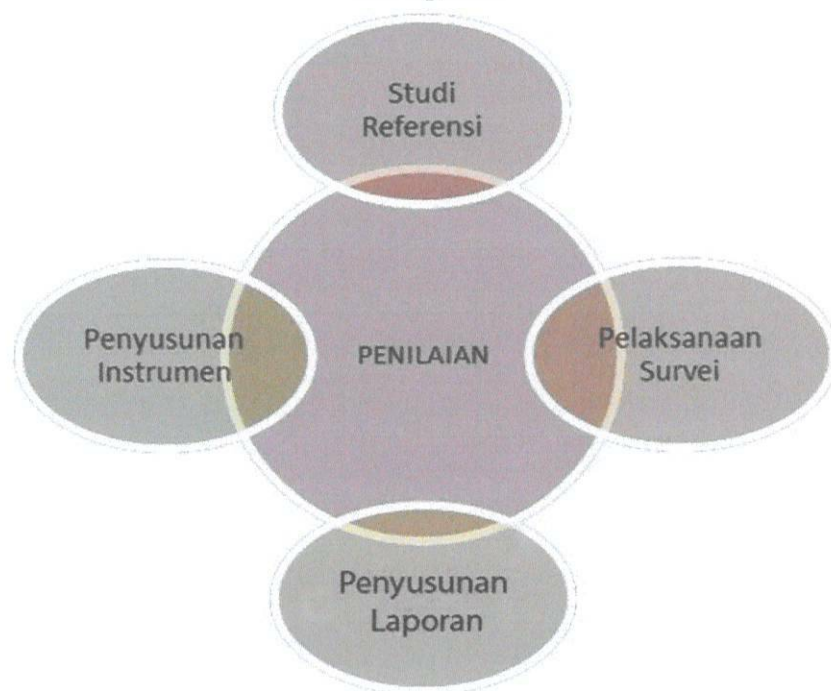 Studi
Referensi
Penyusunan
Instrumen
PENILAIAN
Pelaksanaan
Survei
Penyusunan
Laporan